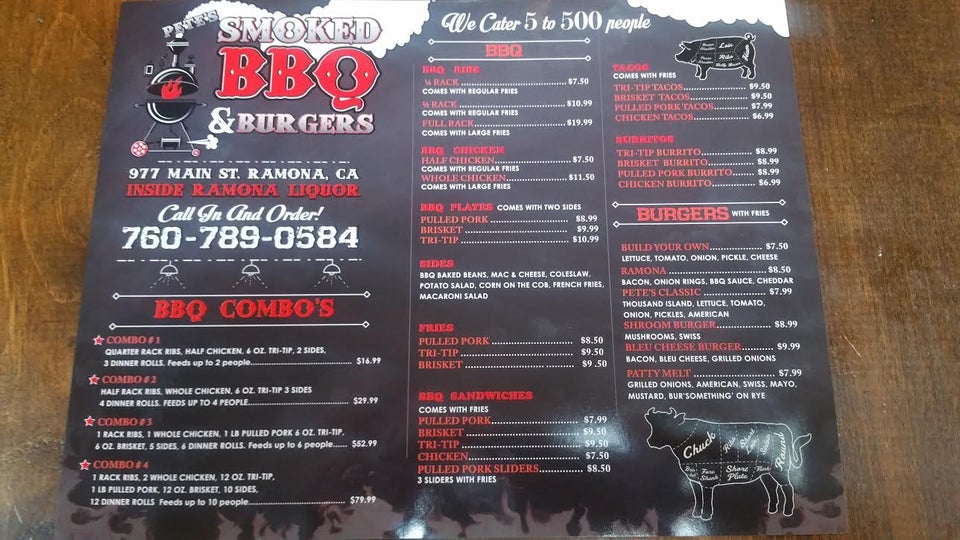 PETE'S
SMOKED
BBQ
& BURGERS
977 MAIN ST. RAMONA, CA
INSIDE RAMONA LIQUOR
Call In And Order!
760-789-0584
BBQ COMBO'S
COMBO # 1
QUARTER RACK RIBS, HALF CHICKEN, 6 OZ. TRI-TIP, 2 SIDES,
3 DINNER ROLLS. Feeds up to 2 people.................................. $16.99
COMBO # 2
HALF RACK RIBS, WHOLE CHICKEN, 6 OZ. TRI-TIP 3 SIDES
4 DINNER ROLLS. FEEDS UP TO 4 PEOPLE.................................. $29.99
COMBO # 3
1 RACK RIBS, 1 WHOLE CHICKEN, 1 LB PULLED PORK 6 OZ. TRI-TIP,
6 OZ. BRISKET, 5 SIDES, 6 DINNER ROLLS. Feeds up to 6 people...... $52.99
COMBO # 4
1 RACK RIBS, 2 WHOLE CHICKEN, 12 OZ. TRI-TIP,
1 LB PULLED PORK, 12 OZ. BRISKET, 10 SIDES,
12 DINNER ROLLS Feeds up to 10 people.................................. $79.99
We Cater 5 to 500 people
BBQ
BBQ RIBS
¼ RACK .................................. $7.50
COMES WITH REGULAR FRIES
½ RACK .................................. $10.99
COMES WITH REGULAR FRIES
FULL RACK .................................. $19.99
COMES WITH LARGE FRIES
BBQ CHICKEN
HALF CHICKEN.................................. $7.50
COMES WITH REGULAR FRIES
WHOLE CHICKEN.................................. $11.50
COMES WITH LARGE FRIES
BBQ PLATES COMES WITH TWO SIDES
PULLED PORK .................................. $8.99
BRISKET .................................. $9.99
TRI-TIP .................................. $10.99
SIDES
BBQ BAKED BEANS, MAC & CHEESE, COLESLAW,
POTATO SALAD, CORN ON THE COB, FRENCH FRIES,
MACARONI SALAD
FRIES
PULLED PORK .................................. $8.50
TRI-TIP .................................. $9.50
BRISKET .................................. $9 .50
BBQ SANDWICHES
COMES WITH FRIES
PULLED PORK.................................. $7.99
BRISKET .................................. $9.50
TRI-TIP .................................. $9.50
CHICKEN .................................. $7.50
PULLED PORK SLIDERS .................................. $8.50
3 SLIDERS WITH FRIES
Loin
Ribs
TACOS
COMES WITH FRIES
TRI-TIP TACOS.................................. $9.50
BRISKET TACOS.................................. $9.50
PULLED PORK TACOS.................................. $7.99
CHICKEN TACOS.................................. $6.99
BURRITOS
TRI-TIP BURRITO.................................. $8.99
BRISKET BURRITO.................................. $8.99
PULLED PORK BURRITO....... $8.99
CHICKEN BURRITO.................................. $6.99
BURGERS WITH FRIES
BUILD YOUR OWN.................................. $7.50
LETTUCE, TOMATO, ONION, PICKLE, CHEESE
RAMONA .................................. $8.50
BACON, ONION RINGS, BBQ SAUCE, CHEDDAR
PETE'S CLASSIC .................................. $7.99
THOUSAND ISLAND, LETTUCE, TOMATO,
ONION, PICKLES, AMERICAN
SHROOM BURGER.................................. $8.99
MUSHROOMS, SWISS
BLEU CHEESE BURGER.................................. $9.99
BACON, BLEU CHEESE, GRILLED ONIONS
PATTY MELT .................................. $7.99
GRILLED ONIONS, AMERICAN, SWISS, MAYO,
MUSTARD, BUR'SOMETHING' ON RYE
Chuck
Ribs
Round
Fore Shank
Short Plate
Flank